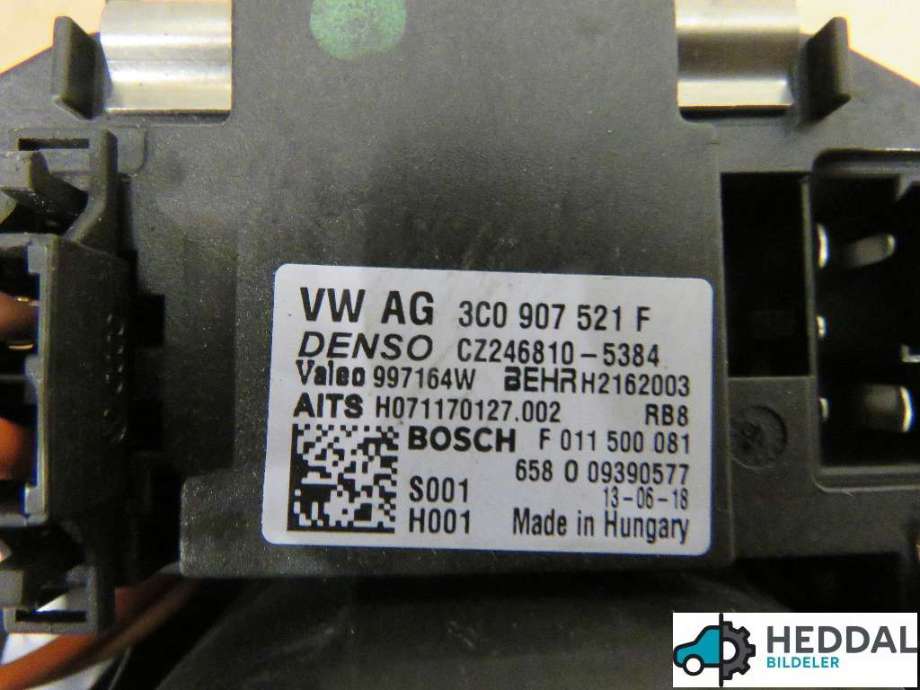 VW AG 3C0 907 521 F
DENSO CZ246810-5384
Valeo 997164W BEHR H2162003
AITS H071170127.002 RB8
BOSCH F 011 500 081
658 0 09390577
S001 13-06-18
H001 Made in Hungary
HEDDAL
BILDELER